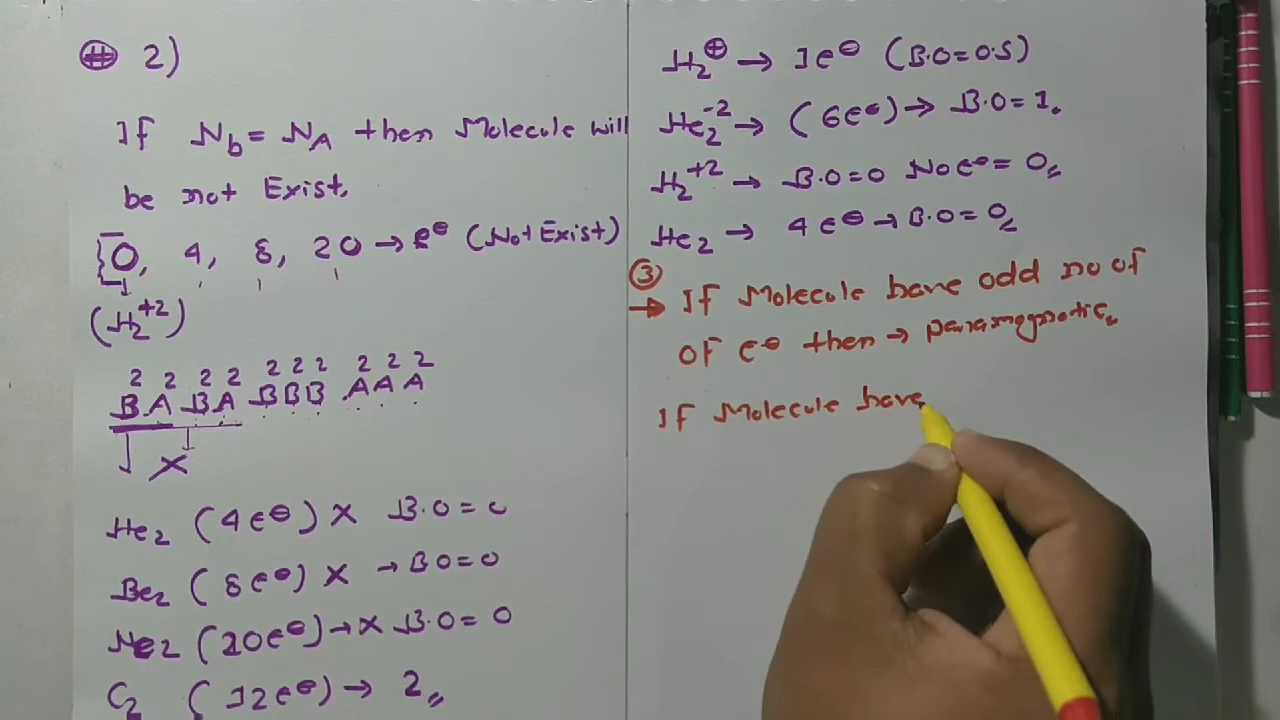 2)
If Nb = NA then Molecule will
be not Exist.
0, 4, 8, 20 → e⊖ (Not Exist)
(H2+2)
2 2 2 2 2 2 2 2 2 2
B A B A B B B A A A
X
He2 (4e⊖) X B.O = 0
Be2 (8e⊖) X → BO = 0
Ne2 (20e⊖) → X B.O = 0
C2 (12e⊖) → 2
H2⊕ → 1e⊖ (B.O = 0.5)
He2-2 → (6e⊖) → B.O = 1.
H2+2 → B.O = 0 No e⊖ = 0
He2 → 4e⊖ → B.O = 0
③
→ If Molecule have odd no of
of e⊖ then → paramagnetic
If Molecule have